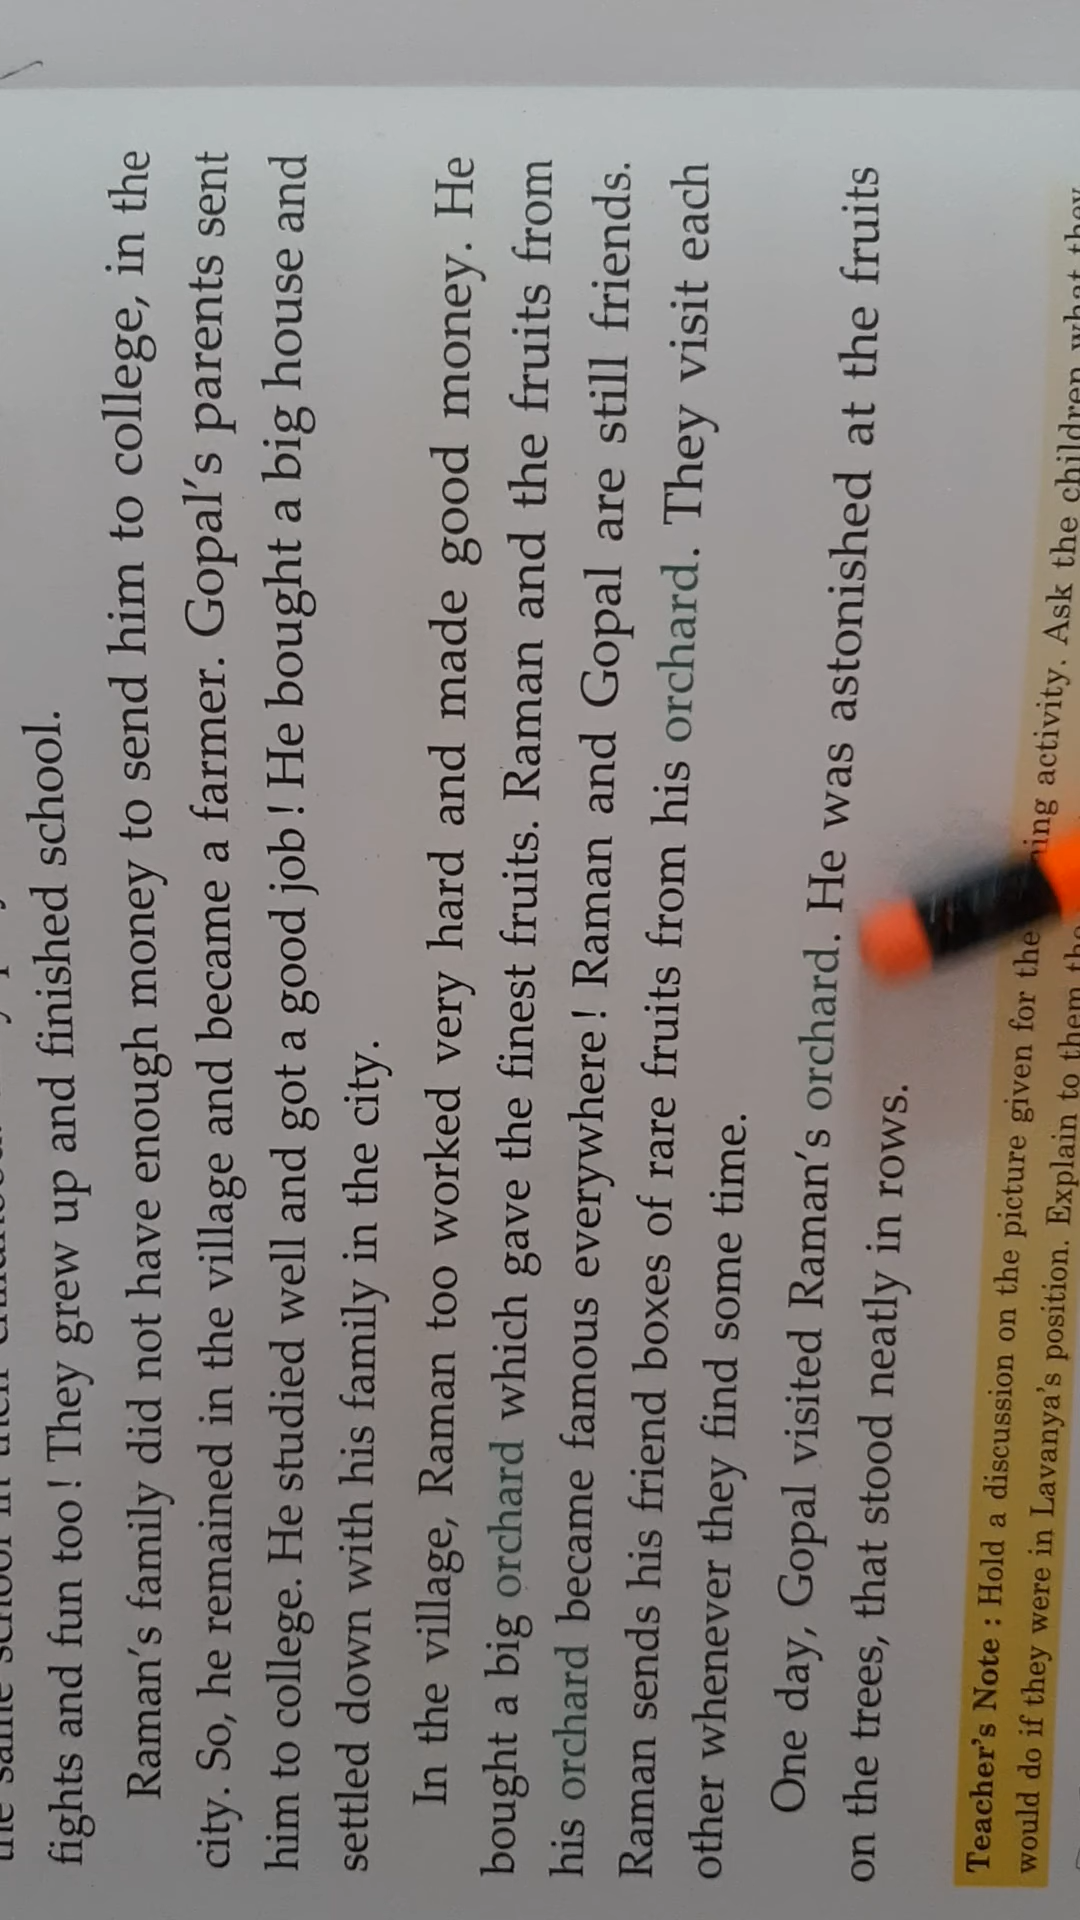 fights and fun too! They grew up and finished school.
Raman's family did not have enough money to send him to college, in the
city. So, he remained in the village and became a farmer. Gopal's parents sent
him to college. He studied well and got a good job! He bought a big house and
settled down with his family in the city.
In the village, Raman too worked very hard and made good money. He
bought a big orchard which gave the finest fruits. Raman and the fruits from
his orchard became famous everywhere! Raman and Gopal are still friends.
Raman sends his friend boxes of rare fruits from his orchard. They visit each
other whenever they find some time.
One day, Gopal visited Raman's orchard. He was astonished at the fruits
on the trees, that stood neatly in rows.
Teacher's Note : Hold a discussion on the picture given for the activity. Ask the children what they
would do if they were in Lavanya's position. Explain to them